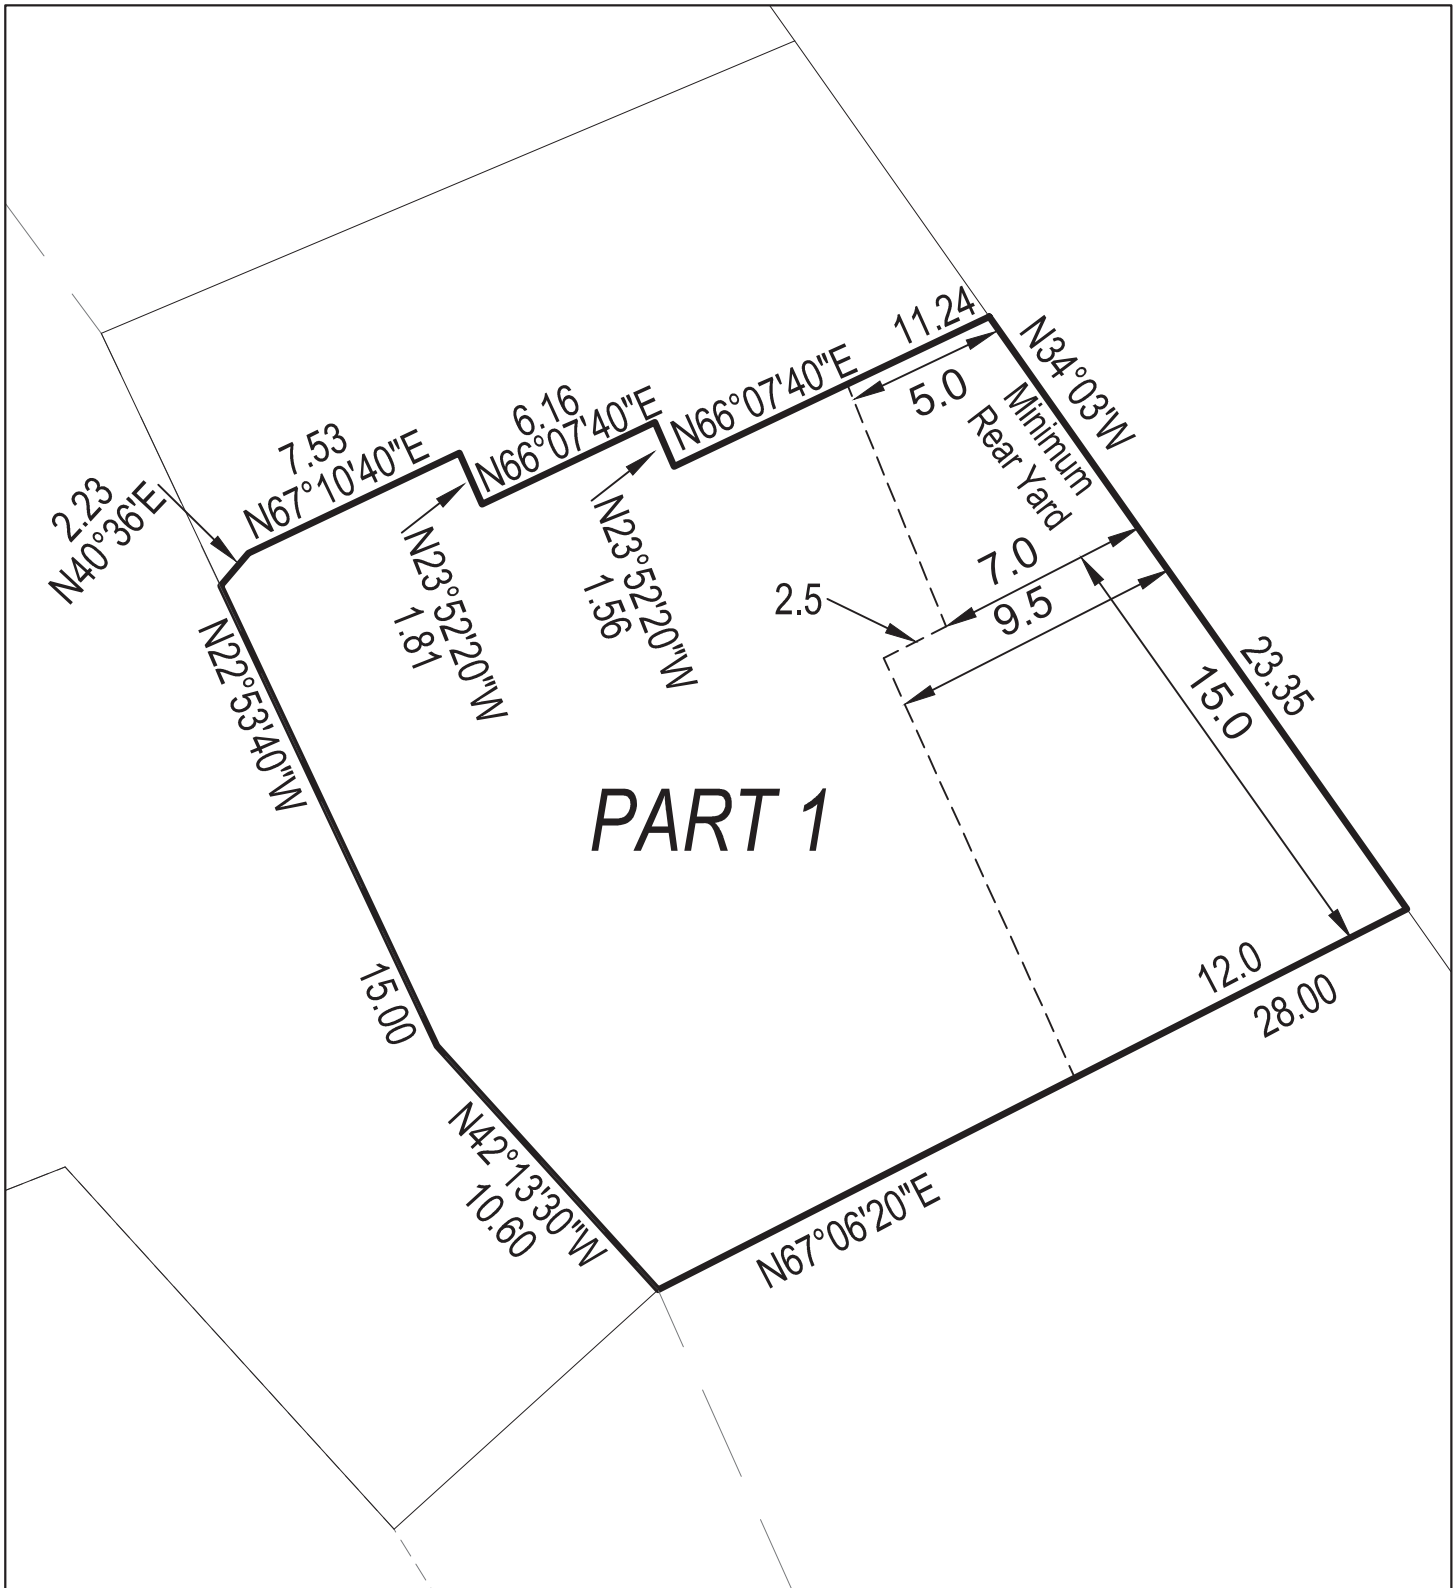 11.24
N34°03'W
N66°07'40"E
5.0
Minimum
Rear Yard
6.16
N66°07'40"E
7.53
N67°10'40"E
2.23
N40°36'E
N23°52'20"W
1.81
N23°52'20"W
1.56
7.0
9.5
2.5
N22°53'40"W
23.35
15.0
PART 1
15.00
12.0
28.00
N42°13'30"W
10.60
N67°06'20"E